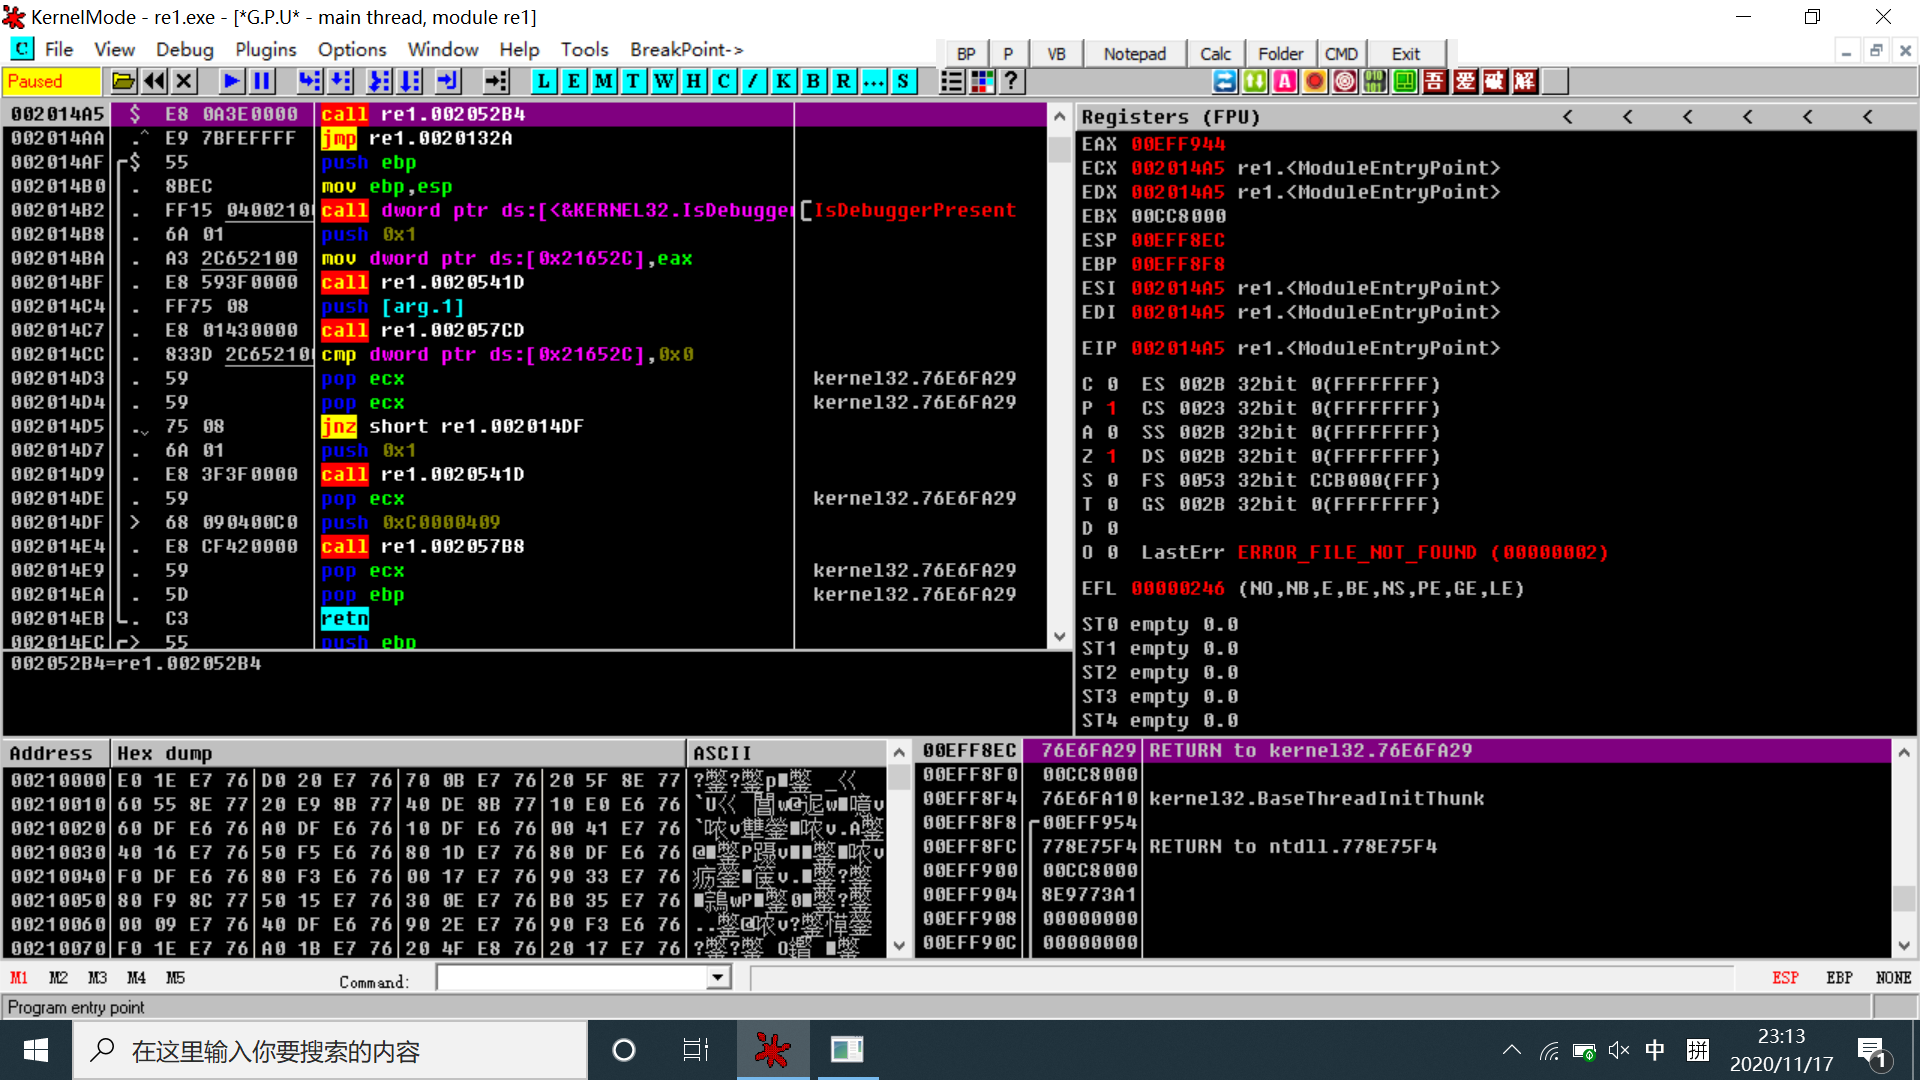 KernelMode - re1.exe - [*G.P.U* - main thread, module re1]
C File View Debug Plugins Options Window Help Tools BreakPoint-> BP P VB Notepad Calc Folder CMD Exit
Paused L E M T W H C / K B R ... S ? A 吾 爱 破 解
002014A5 $ E8 0A3E0000 call re1.002052B4
002014AA .^ E9 7BFEFFFF jmp re1.0020132A
002014AF $ 55 push ebp
002014B0 . 8BEC mov ebp,esp
002014B2 . FF15 0400210 call dword ptr ds:[<&KERNEL32.IsDebugger [IsDebuggerPresent
002014B8 . 6A 01 push 0x1
002014BA . A3 2C652100 mov dword ptr ds:[0x21652C],eax
002014BF . E8 593F0000 call re1.0020541D
002014C4 . FF75 08 push [arg.1]
002014C7 . E8 01430000 call re1.002057CD
002014CC . 833D 2C65210 cmp dword ptr ds:[0x21652C],0x0
002014D3 . 59 pop ecx kernel32.76E6FA29
002014D4 . 59 pop ecx kernel32.76E6FA29
002014D5 . 75 08 jnz short re1.002014DF
002014D7 . 6A 01 push 0x1
002014D9 . E8 3F3F0000 call re1.0020541D
002014DE . 59 pop ecx kernel32.76E6FA29
002014DF > 68 090400C0 push 0xC0000409
002014E4 . E8 CF420000 call re1.002057B8
002014E9 . 59 pop ecx kernel32.76E6FA29
002014EA . 5D pop ebp kernel32.76E6FA29
002014EB . C3 retn
002014EC > 55 push ebp
002052B4=re1.002052B4
Registers (FPU) < < < < < <
EAX 00EFF944
ECX 002014A5 re1.<ModuleEntryPoint>
EDX 002014A5 re1.<ModuleEntryPoint>
EBX 00CC8000
ESP 00EFF8EC
EBP 00EFF8F8
ESI 002014A5 re1.<ModuleEntryPoint>
EDI 002014A5 re1.<ModuleEntryPoint>
EIP 002014A5 re1.<ModuleEntryPoint>
C 0 ES 002B 32bit 0(FFFFFFFF)
P 1 CS 0023 32bit 0(FFFFFFFF)
A 0 SS 002B 32bit 0(FFFFFFFF)
Z 1 DS 002B 32bit 0(FFFFFFFF)
S 0 FS 0053 32bit CCB000(FFF)
T 0 GS 002B 32bit 0(FFFFFFFF)
D 0
O 0 LastErr ERROR_FILE_NOT_FOUND (00000002)
EFL 00000246 (NO,NB,E,BE,NS,PE,GE,LE)
ST0 empty 0.0
ST1 empty 0.0
ST2 empty 0.0
ST3 empty 0.0
ST4 empty 0.0
Address Hex dump ASCII
00210000 E0 1E E7 76 D0 20 E7 76 70 0B E7 76 20 5F 8E 77
00210010 60 55 8E 77 20 E9 8B 77 40 DE 8B 77 10 E0 E6 76
00210020 60 DF E6 76 A0 DF E6 76 10 DF E6 76 00 41 E7 76
00210030 40 16 E7 76 50 F5 E6 76 80 1D E7 76 80 DF E6 76
00210040 F0 DF E6 76 80 F3 E6 76 00 17 E7 76 90 33 E7 76
00210050 80 F9 8C 77 50 15 E7 76 30 0E E7 76 B0 35 E7 76
00210060 00 09 E7 76 40 DF E6 76 90 2E E7 76 90 F3 E6 76
00210070 F0 1E E7 76 A0 1B E7 76 20 4F E8 76 20 17 E7 76
00EFF8EC 76E6FA29 RETURN to kernel32.76E6FA29
00EFF8F0 00CC8000
00EFF8F4 76E6FA10 kernel32.BaseThreadInitThunk
00EFF8F8 00EFF954
00EFF8FC 778E75F4 RETURN to ntdll.778E75F4
00EFF900 00CC8000
00EFF904 8E9773A1
00EFF908 00000000
00EFF90C 00000000
M1 M2 M3 M4 M5 Command: ESP EBP NONE
Program entry point
在这里输入你要搜索的内容
中 拼 23:13
2020/11/17
1